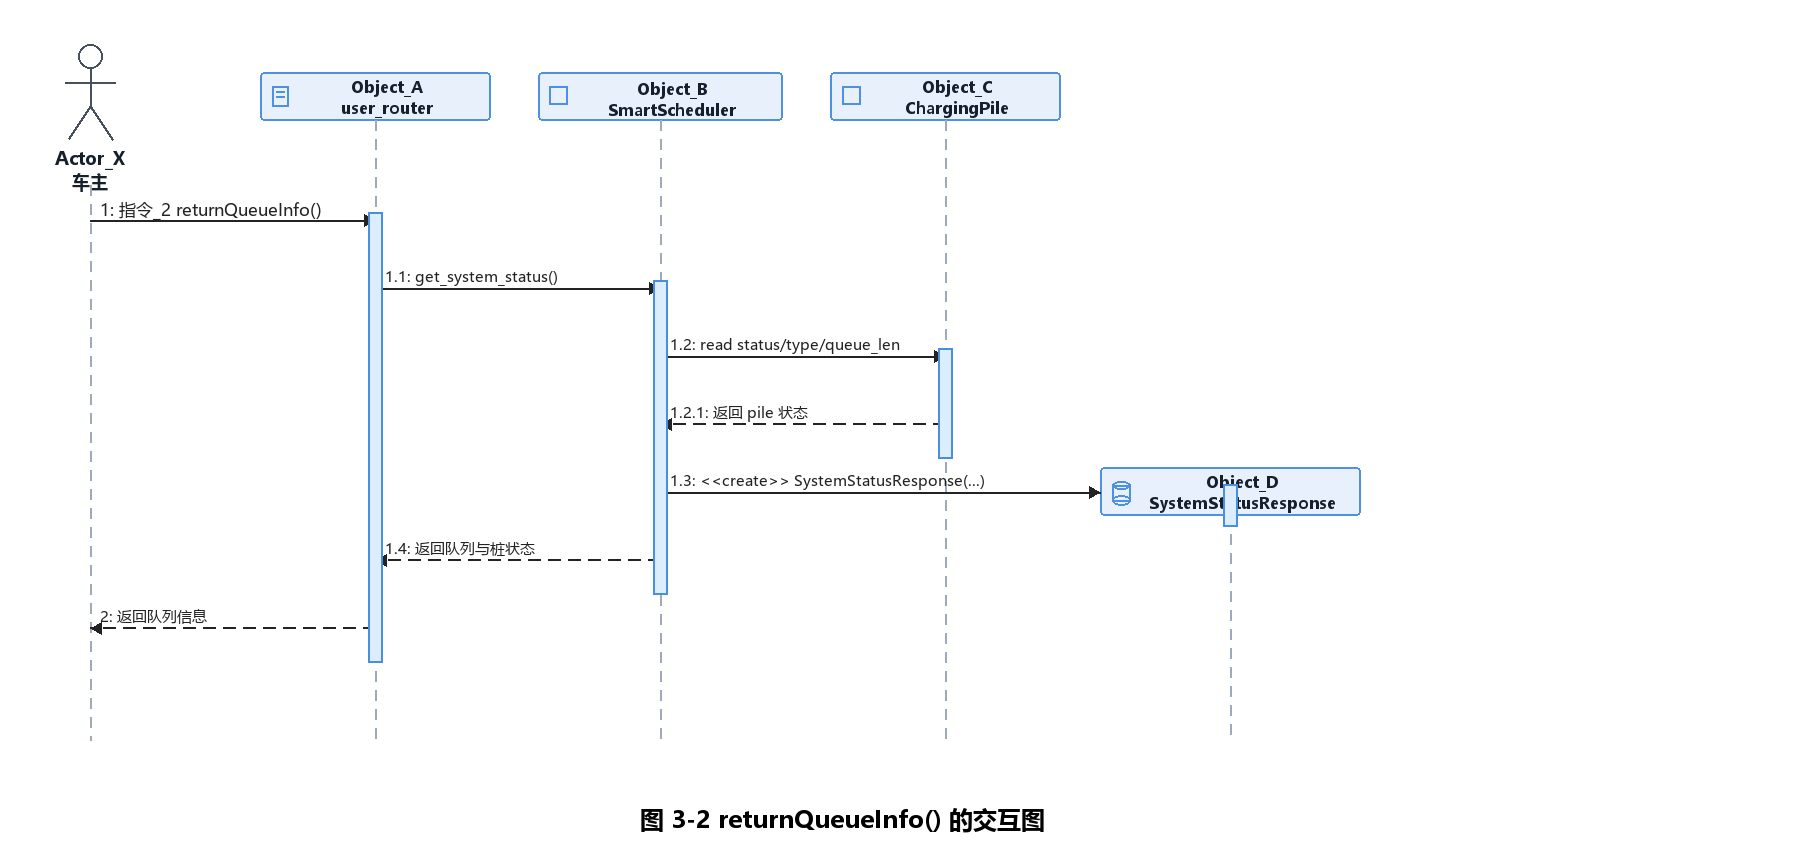 Actor_X
车主
Object_A
user_router
Object_B
SmartScheduler
Object_C
ChargingPile
1: 指令_2 returnQueueInfo()
1.1: get_system_status()
1.2: read status/type/queue_len
1.2.1: 返回 pile 状态
1.3: <<create>> SystemStatusResponse(...)
Object_D
SystemStatusResponse
1.4: 返回队列与桩状态
2: 返回队列信息
图 3-2 returnQueueInfo() 的交互图